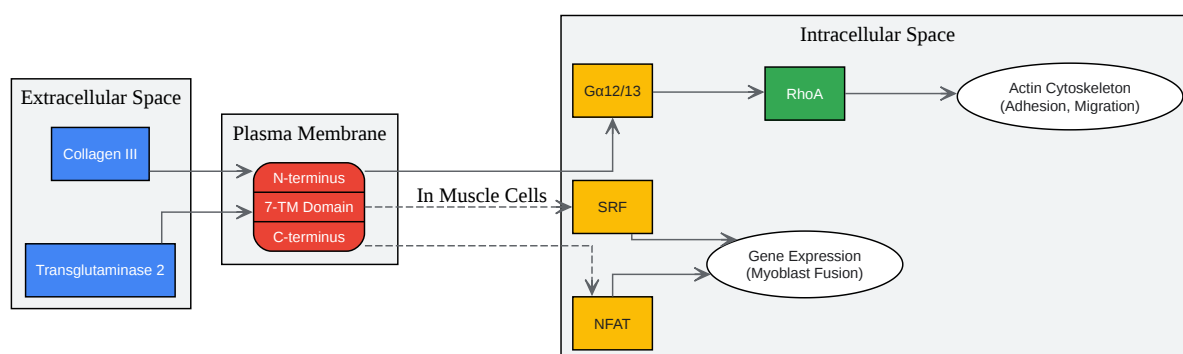 Extracellular Space
Collagen III
Transglutaminase 2
Plasma Membrane
N-terminus
7-TM Domain
C-terminus
In Muscle Cells
Intracellular Space
Gα12/13
RhoA
Actin Cytoskeleton
(Adhesion, Migration)
SRF
Gene Expression
(Myoblast Fusion)
NFAT